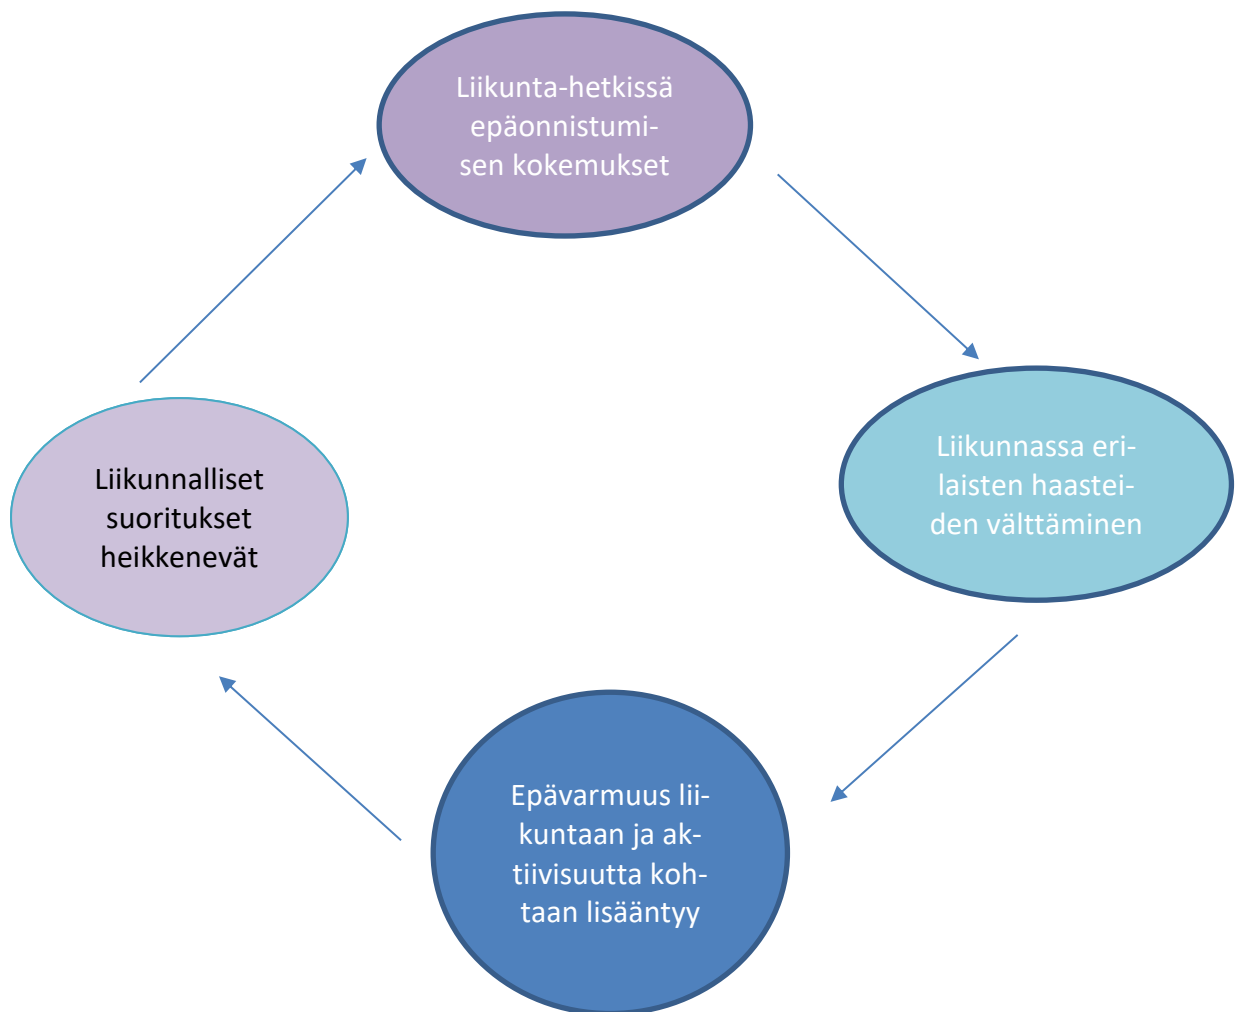 Liikunta-hetkissä
epäonnistumi-
sen kokemukset
Liikunnassa eri-
laisten haastei-
den välttäminen
Liikunnalliset
suoritukset
heikkenevät
Epävarmuus lii-
kuntaan ja ak-
tiivisuutta koh-
taan lisääntyy